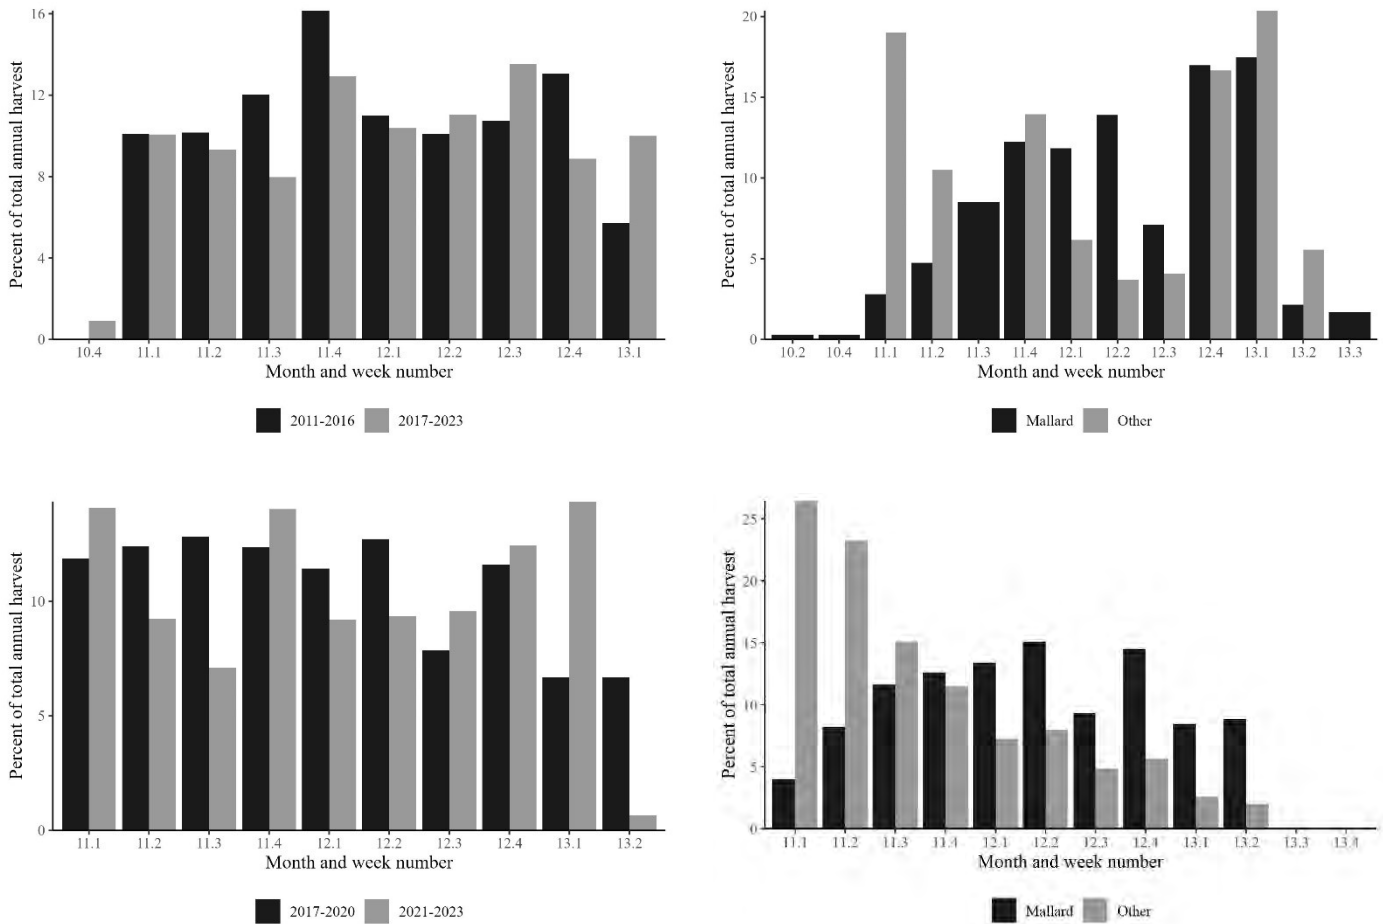 Percent of total annual harvest
16
12
8
4
0
10.4 11.1 11.2 11.3 11.4 12.1 12.2 12.3 12.4 13.1
Month and week number
2011-2016 2017-2023
Percent of total annual harvest
20
15
10
5
0
10.2 10.4 11.1 11.2 11.3 11.4 12.1 12.2 12.3 12.4 13.1 13.2 13.3
Month and week number
Mallard Other
Percent of total annual harvest
10
5
0
11.1 11.2 11.3 11.4 12.1 12.2 12.3 12.4 13.1 13.2
Month and week number
2017-2020 2021-2023
Percent of total annual harvest
25
20
15
10
5
0
11.1 11.2 11.3 11.4 12.1 12.2 12.3 12.4 13.1 13.2 13.3 13.4
Month and week number
Mallard Other